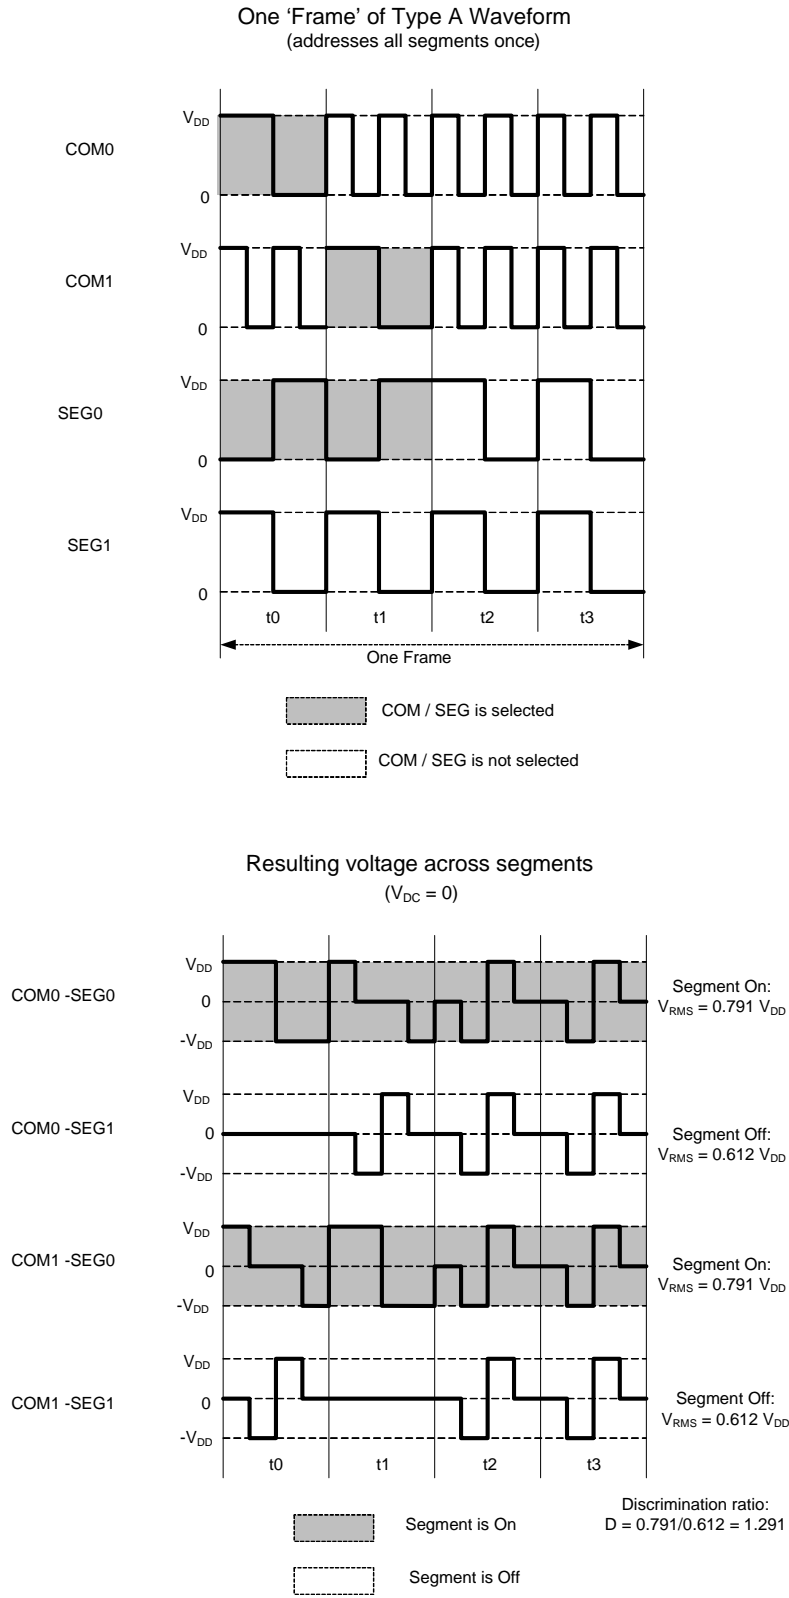 One ‘Frame’ of Type A Waveform
(addresses all segments once)
VDD
COM0
0
VDD
COM1
0
VDD
SEG0
0
VDD
SEG1
0
t0 t1 t2 t3
One Frame
COM / SEG is selected
COM / SEG is not selected
Resulting voltage across segments
(VDC = 0)
VDD
COM0 -SEG0
0
-VDD
Segment On:
VRMS = 0.791 VDD
VDD
COM0 -SEG1
0
-VDD
Segment Off:
VRMS = 0.612 VDD
VDD
COM1 -SEG0
0
-VDD
Segment On:
VRMS = 0.791 VDD
VDD
COM1 -SEG1
0
-VDD
Segment Off:
VRMS = 0.612 VDD
t0 t1 t2 t3
Discrimination ratio:
D = 0.791/0.612 = 1.291
Segment is On
Segment is Off